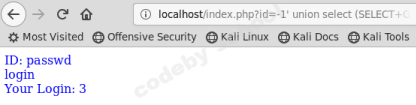 localhost/index.php?id=-1' union select (SELECT+
Most Visited Offensive Security Kali Linux Kali Docs Kali Tools
ID: passwd
login
Your Login: 3
codeby